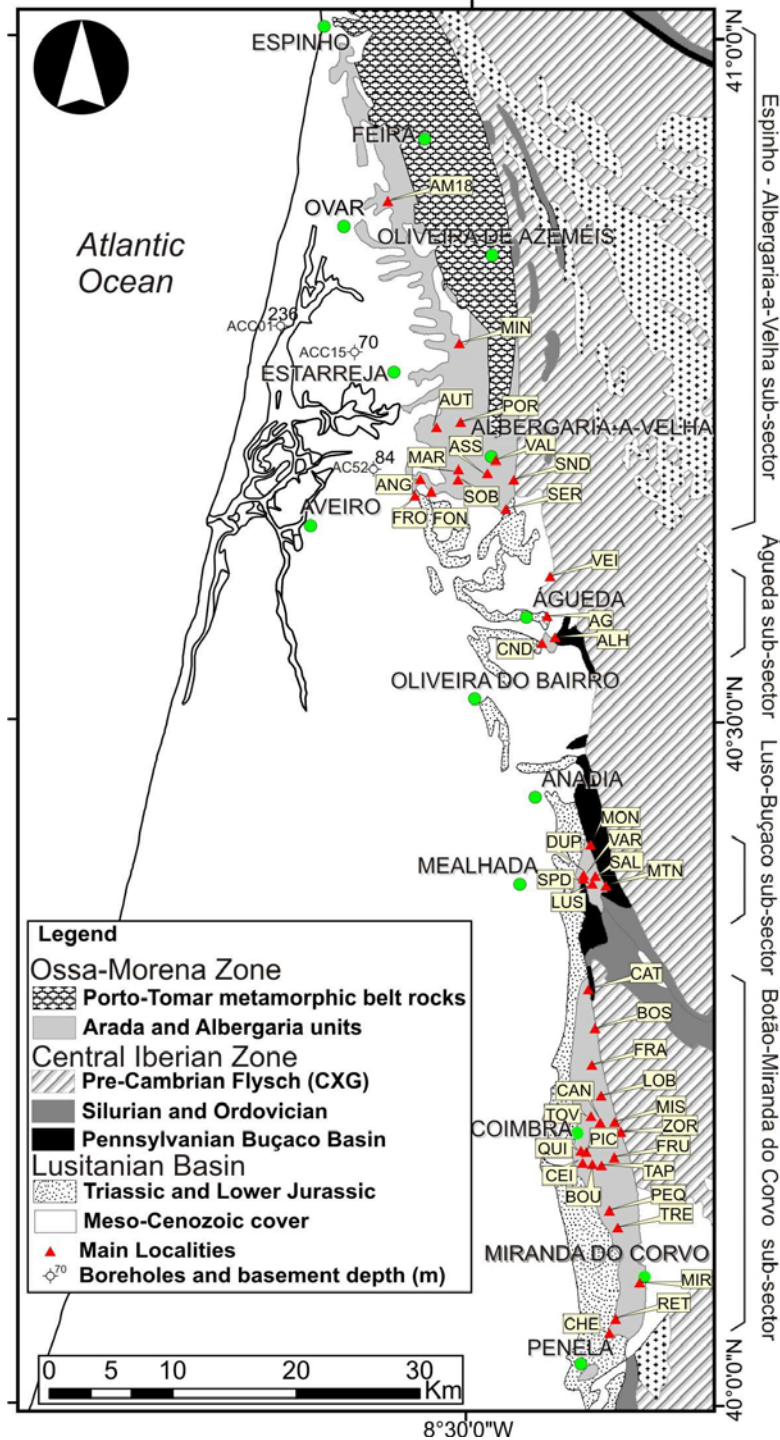 ESPINHO
FEIRA
AM18
OVAR
OLIVEIRA DE AZEMÉIS
Atlantic
Ocean
236
ACC01
MIN
70
ACC15
ESTARREJA
AUT
POR
ALBERGARIA-A-VELHA
ASS
VAL
MAR
84
AC52
SND
ANG
SOB
SER
AVEIRO
FRO
FON
VEI
ÁGUEDA
AG
ALH
CND
OLIVEIRA DO BAIRRO
ANADIA
MON
DUP
VAR
MEALHADA
SAL
SPD
MTN
LUS
CAT
BOS
FRA
LOB
CAN
MIS
TOV
COIMBRA
ZOR
PIC
QUI
FRU
CEI
TAP
BOU
PEQ
TRE
MIRANDA DO CORVO
MIR
RET
CHE
PENELA
Legend
Ossa-Morena Zone
Porto-Tomar metamorphic belt rocks
Arada and Albergaria units
Central Iberian Zone
Pre-Cambrian Flysch (CXG)
Silurian and Ordovician
Pennsylvanian Buçaco Basin
Lusitanian Basin
Triassic and Lower Jurassic
Meso-Cenozoic cover
Main Localities
70
Boreholes and basement depth (m)
0 5 10 20 30
Km
8°30'0"W
41°0'0"N
40°30'0"N
40°0'0"N
Espinho - Albergaria-a-Velha sub-sector
Águeda sub-sector
Luso-Buçaco sub-sector
Botão-Miranda do Corvo sub-sector